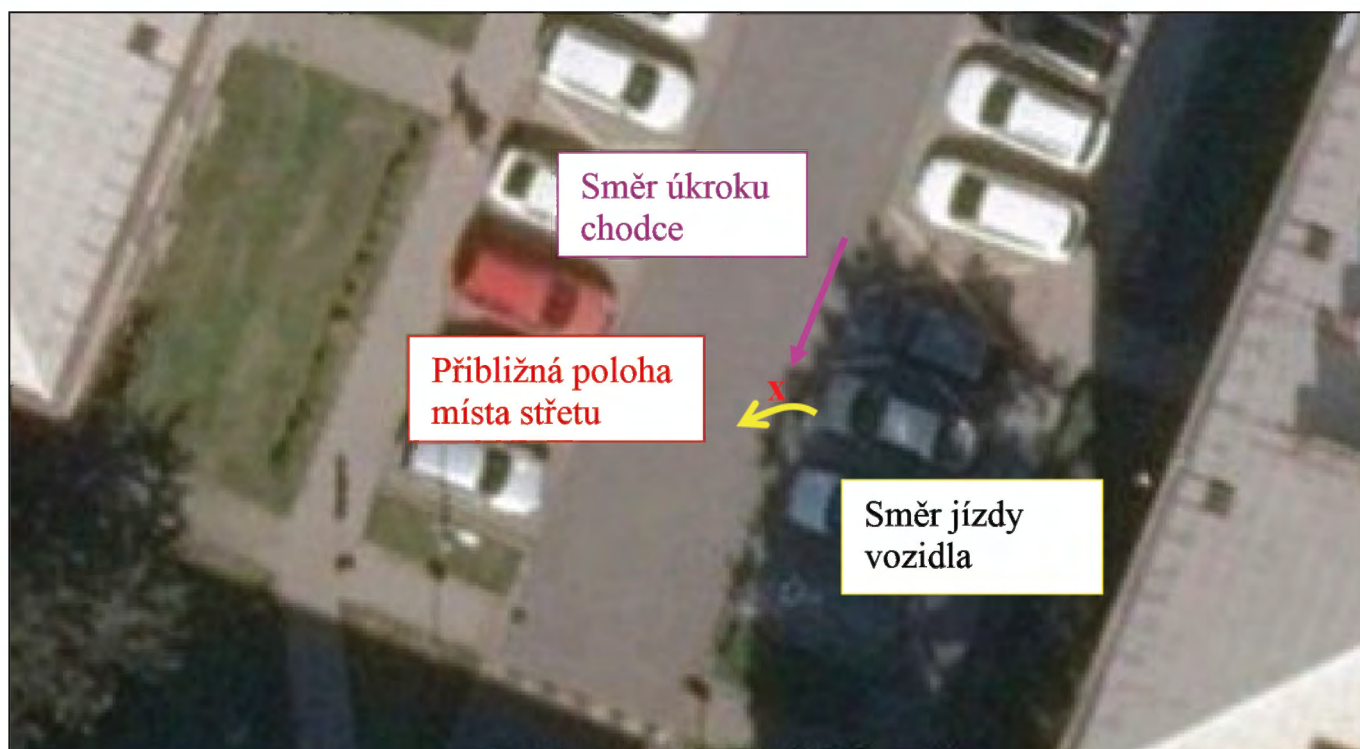 Směr úkroku
chodce
Přibližná poloha
místa střetu
x
Směr jízdy
vozidla